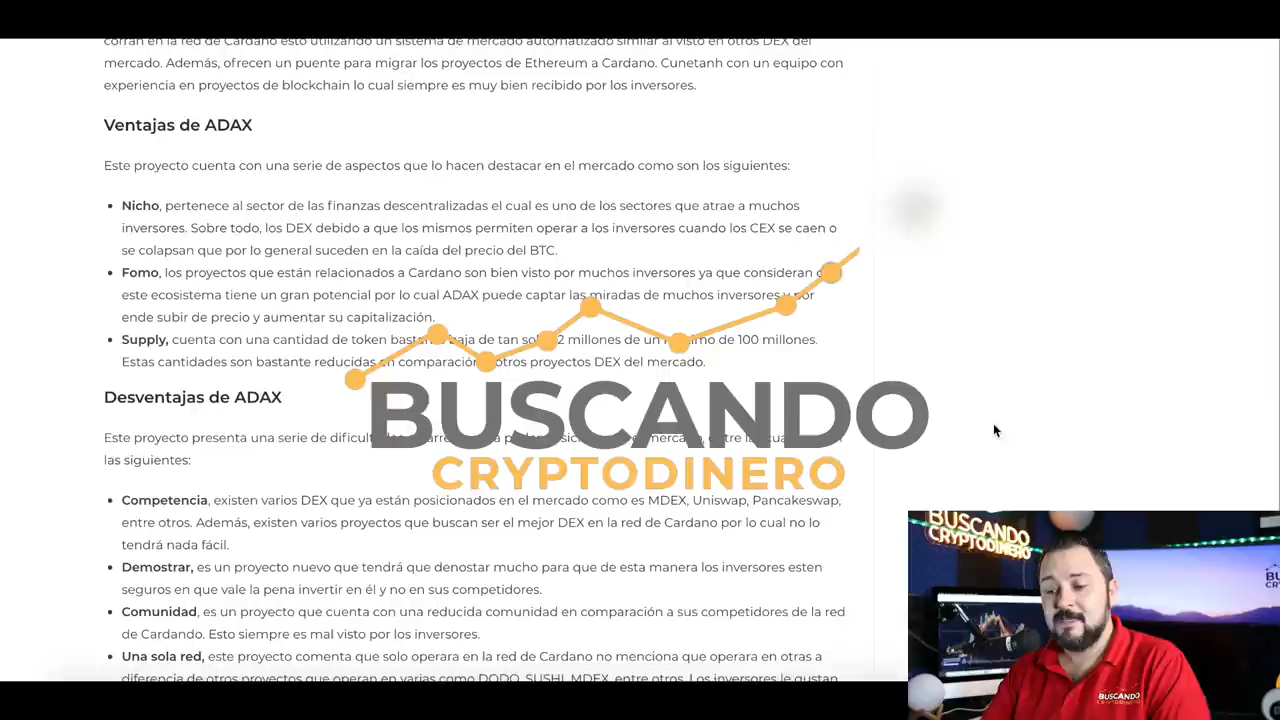 corran en la red de Cardano esto utilizando un sistema de mercado automatizado similar al visto en otros DEX del
mercado. Además, ofrecen un puente para migrar los proyectos de Ethereum a Cardano. Cunetanh con un equipo con
experiencia en proyectos de blockchain lo cual siempre es muy bien recibido por los inversores.
Ventajas de ADAX
Este proyecto cuenta con una serie de aspectos que lo hacen destacar en el mercado como son los siguientes:
Nicho, pertenece al sector de las finanzas descentralizadas el cual es uno de los sectores que atrae a muchos
inversores. Sobre todo, los DEX debido a que los mismos permiten operar a los inversores cuando los CEX se caen o
se colapsan que por lo general suceden en la caída del precio del BTC.
Fomo, los proyectos que están relacionados a Cardano son bien visto por muchos inversores ya que consideran
este ecosistema tiene un gran potencial por lo cual ADAX puede captar las miradas de muchos inversores y por
ende subir de precio y aumentar su capitalización.
Supply, cuenta con una cantidad de token baja de tan 2 millones de un de 100 millones.
Estas cantidades son bastante reducidas en comparación otros proyectos DEX del mercado.
Desventajas de ADAX
Este proyecto presenta una serie de
las siguientes:
BUSCANDO
CRYPTODINERO
Competencia, existen varios DEX que ya están posicionados en el mercado como es MDEX, Uniswap, Pancakeswap,
entre otros. Además, existen varios proyectos que buscan ser el mejor DEX en la red de Cardano por lo cual no lo
tendrá nada fácil.
Demostrar, es un proyecto nuevo que tendrá que denostar mucho para que de esta manera los inversores esten
seguros en que vale la pena invertir en él y no en sus competidores.
Comunidad, es un proyecto que cuenta con una reducida comunidad en comparación a sus competidores de la red
de Cardando. Esto siempre es mal visto por los inversores.
Una sola red, este proyecto comenta que solo operara en la red de Cardano no menciona que operara en otras a
diferencia de otros proyectos que operan en varias como DODO, SUSHI, MDEX, entre otros. Los inversores le gustan
BUSCANDO
CRYPTODINERO
BUSCANDO
CRYPTODINERO